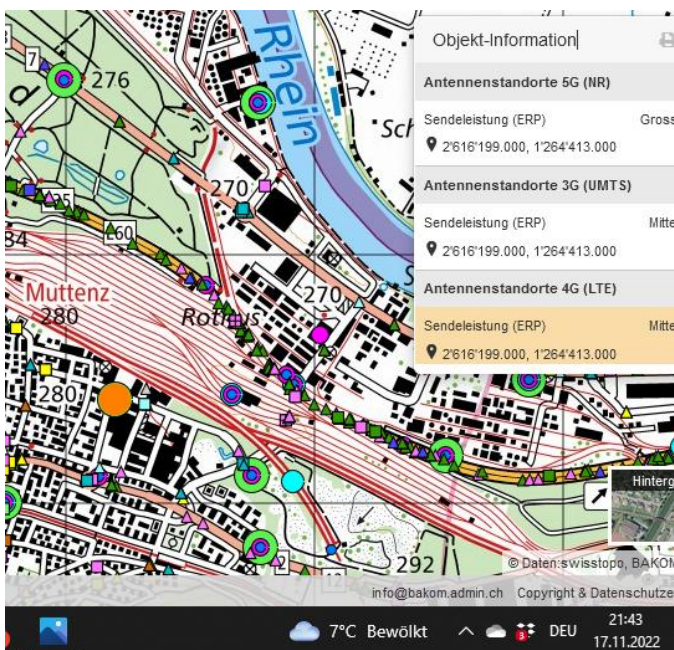 7
276
Rhein
Sch
d
270
E60
34
Muttenz
280
270
280
292
Objekt-Information
Antennenstandorte 5G (NR)
Sendeleistung (ERP) Gross
2'616'199.000, 1'264'413.000
Antennenstandorte 3G (UMTS)
Sendeleistung (ERP) Mitte
2'616'199.000, 1'264'413.000
Antennenstandorte 4G (LTE)
Sendeleistung (ERP) Mitte
2'616'199.000, 1'264'413.000
Hinterg
© Daten:swisstopo, BAKOM
info@bakom.admin.ch Copyright & Datenschutze
7°C Bewölkt
3
DEU
21:43
17.11.2022